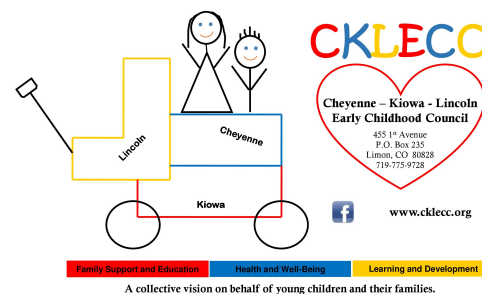 CKLECC
Cheyenne – Kiowa - Lincoln
Early Childhood Council
455 1st Avenue
P.O. Box 235
Limon, CO 80828
719-775-9728
Lincoln
Cheyenne
Kiowa
f
www.cklecc.org
Family Support and Education
Health and Well-Being
Learning and Development
A collective vision on behalf of young children and their families.